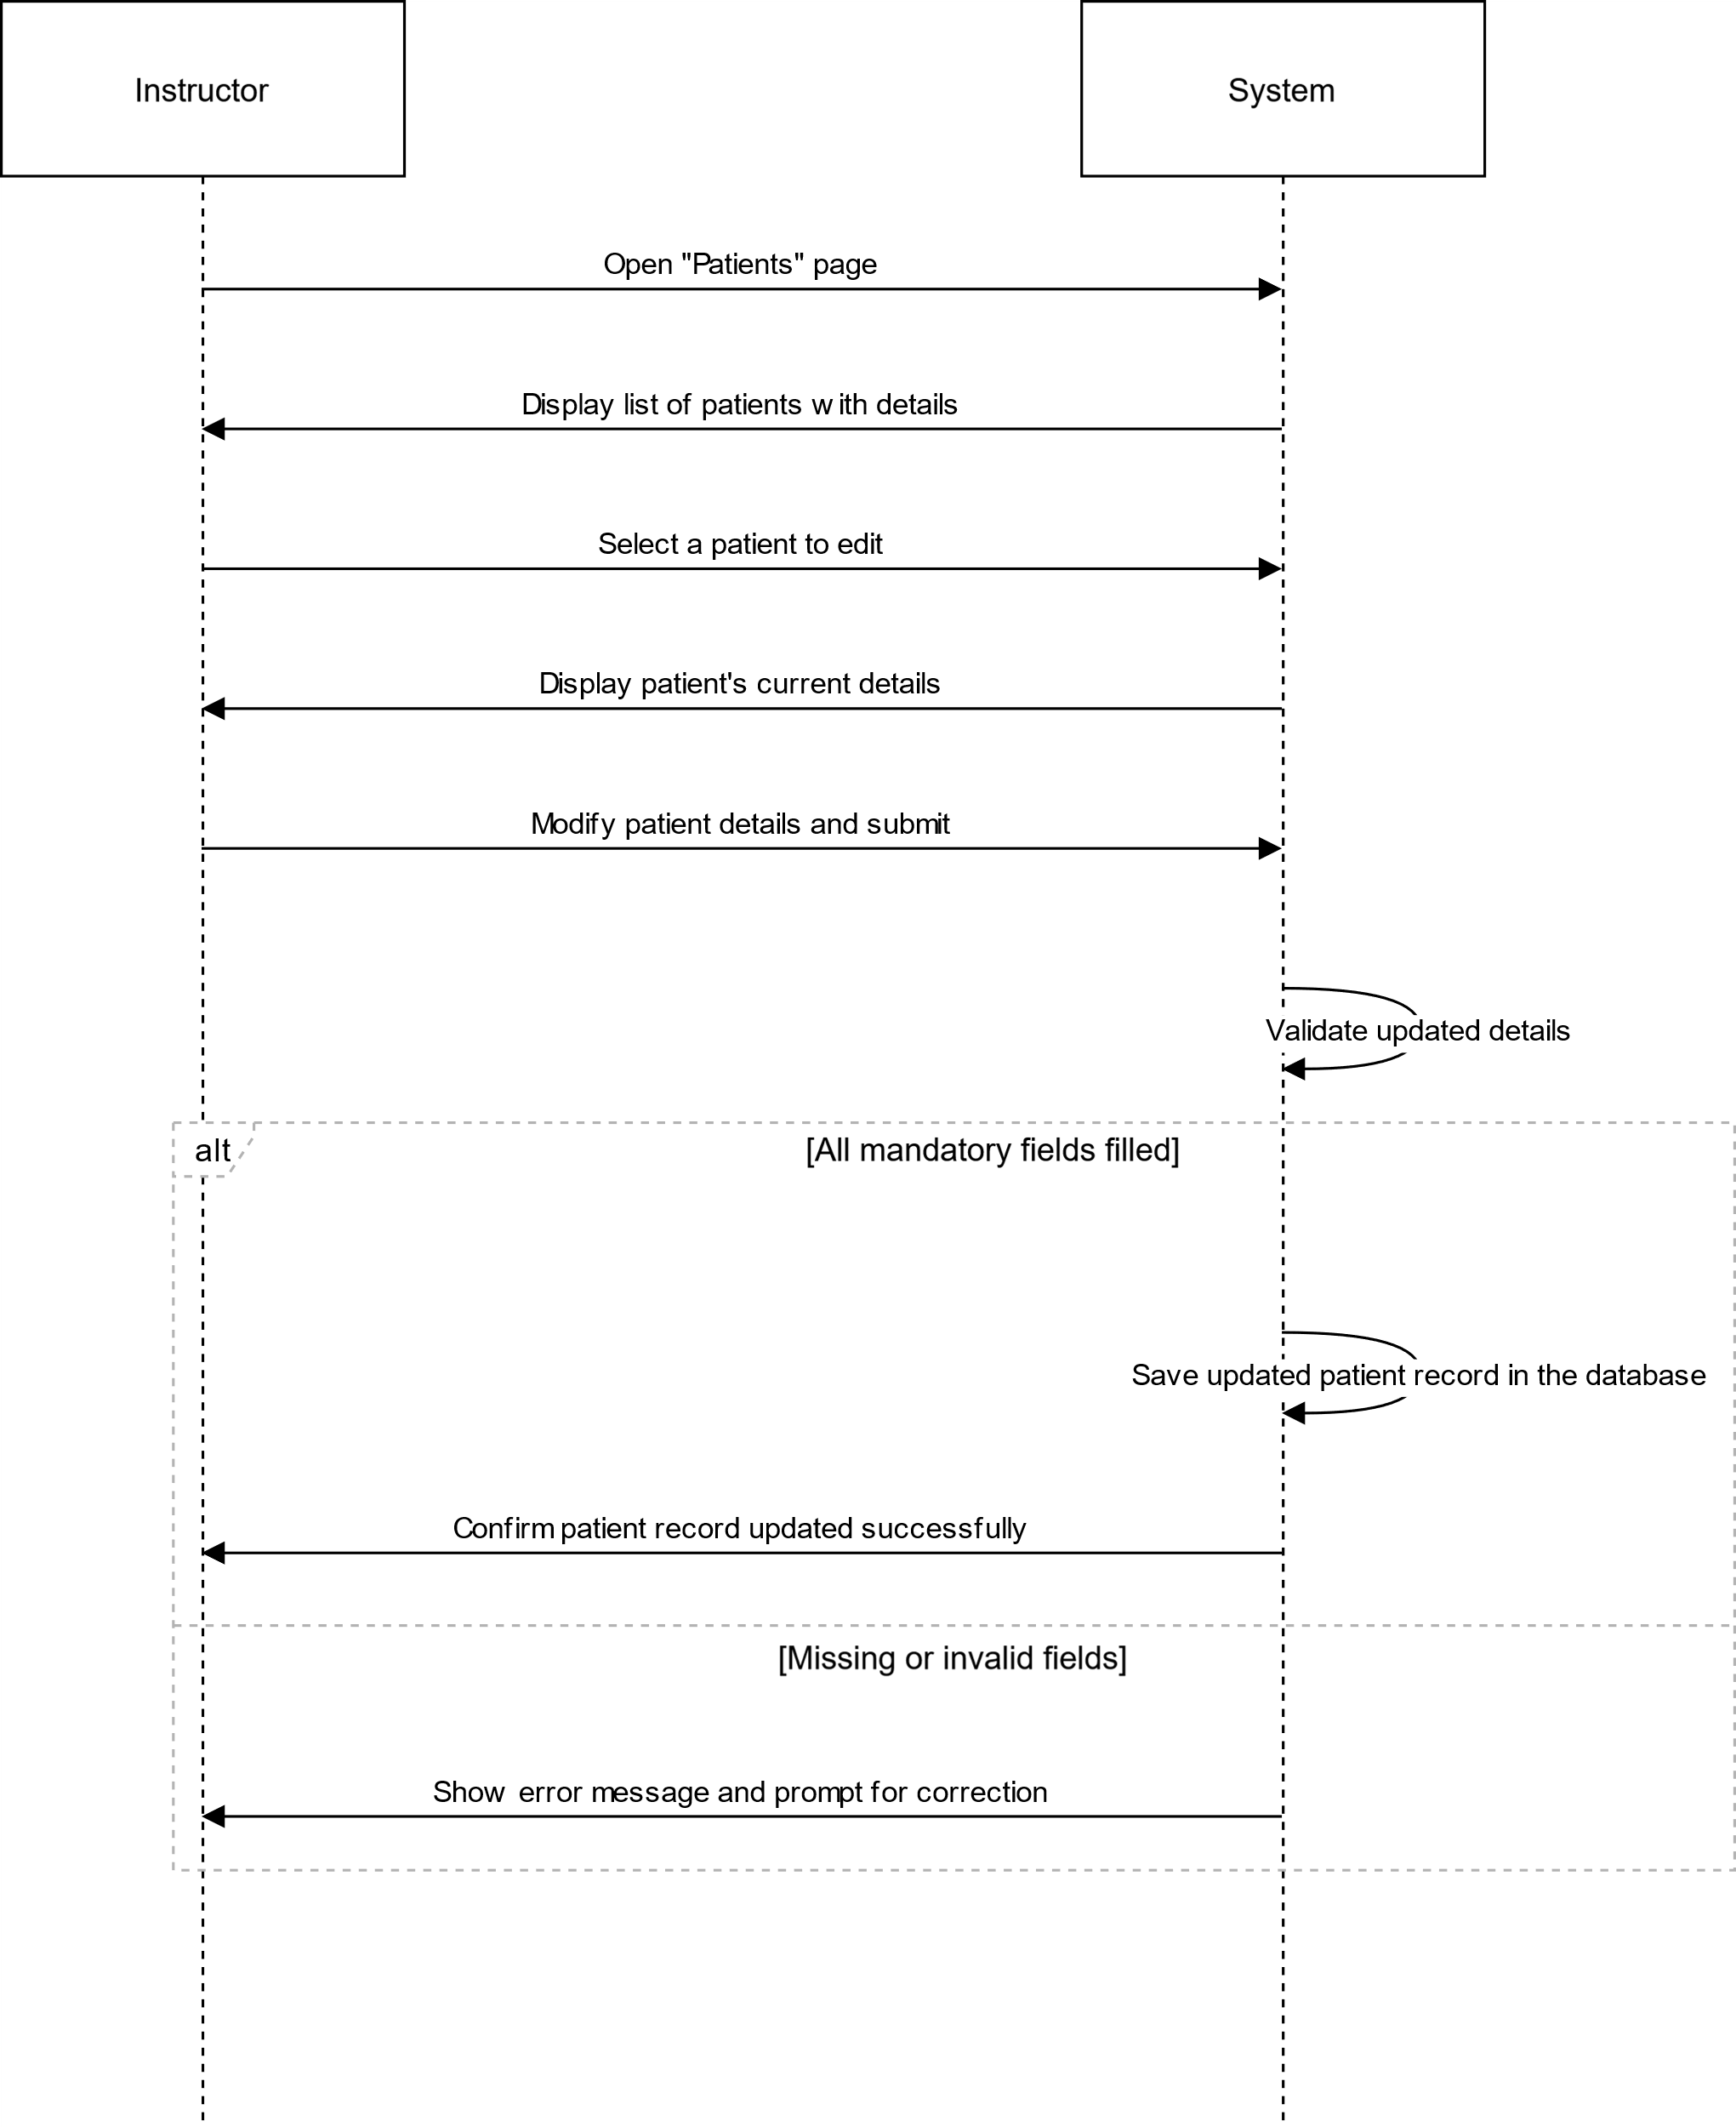 Instructor
System
Open "Patients" page
Display list of patients with details
Select a patient to edit
Display patient's current details
Modify patient details and submit
Validate updated details
alt
[All mandatory fields filled]
Save updated patient record in the database
Confirm patient record updated successfully
[Missing or invalid fields]
Show error message and prompt for correction